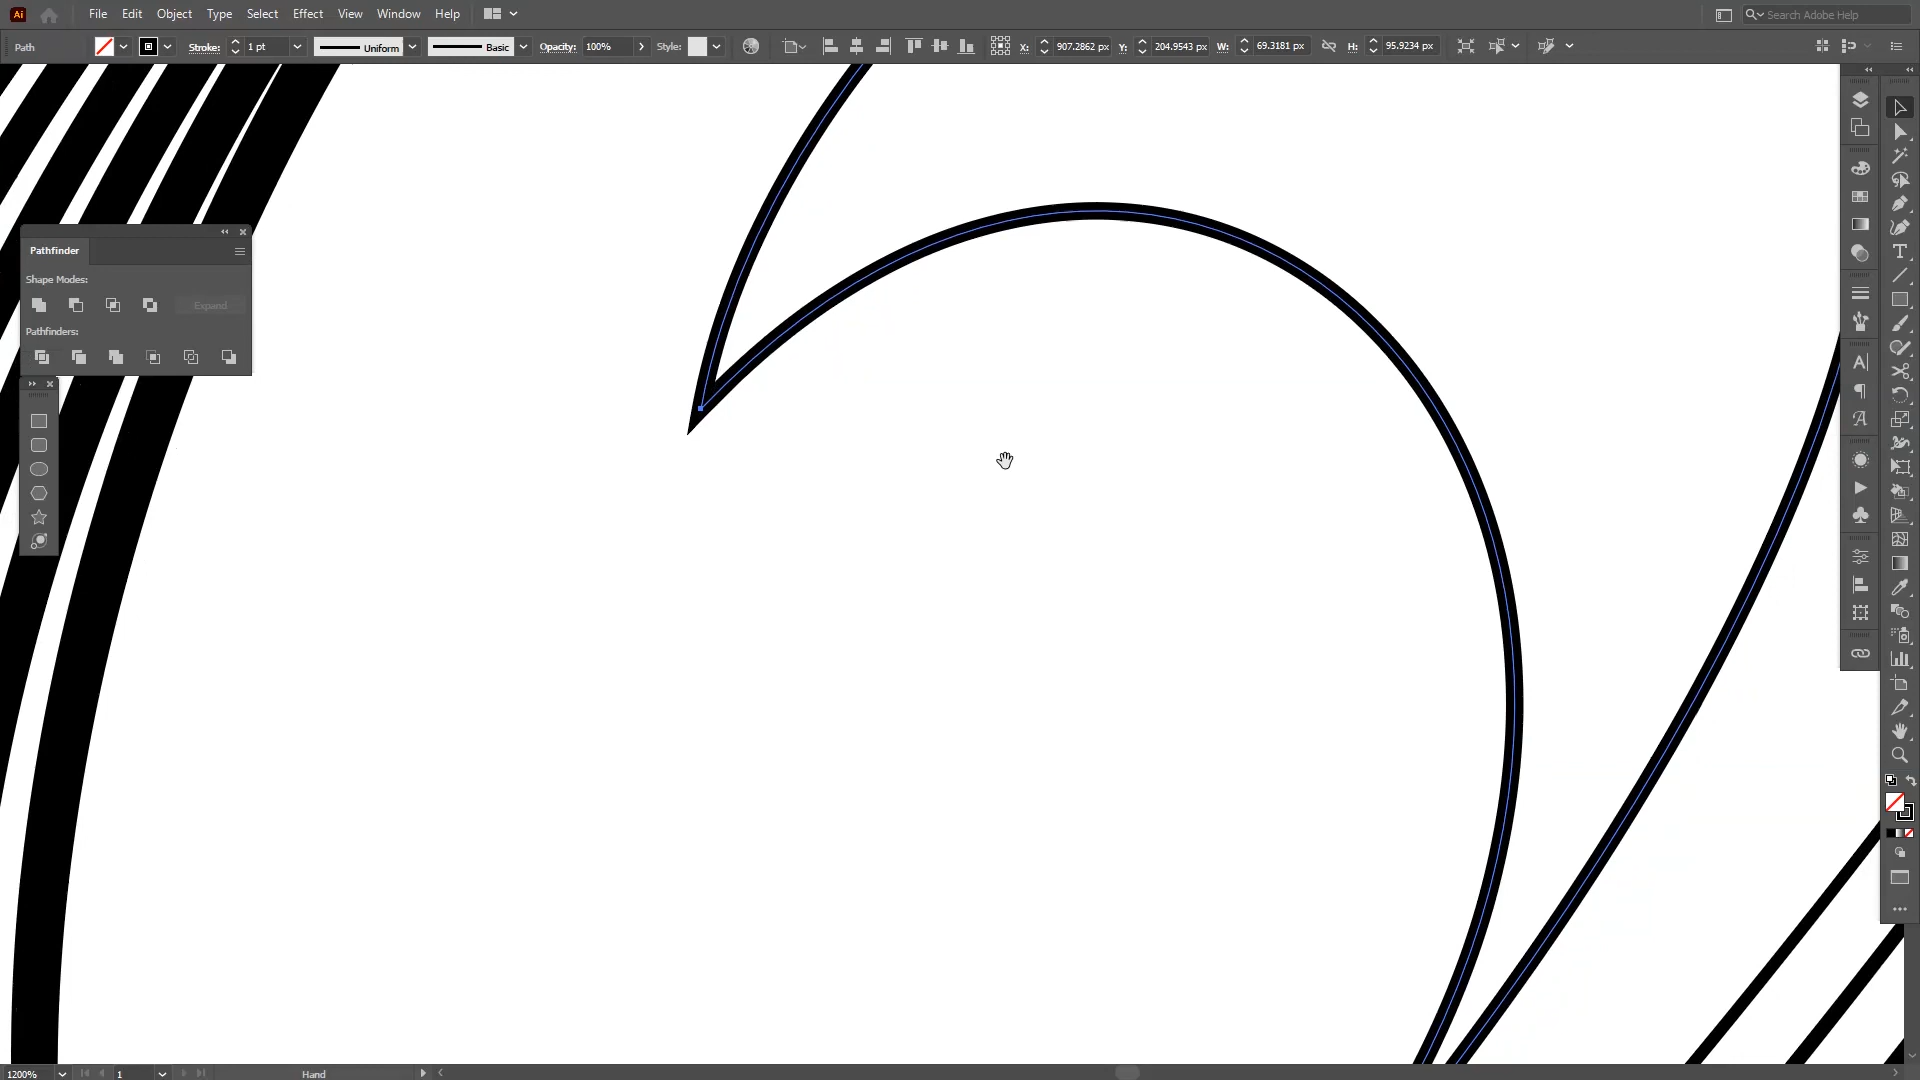 Ai File Edit Object Type Select Effect View Window Help Search Adobe Help
Path Stroke: 1 pt Uniform Basic Opacity: 100% Style: X: 907.2862 px Y: 204.9543 px W: 69.3181 px H: 95.9234 px
Pathfinder
Shape Modes:
Expand
Pathfinders:
1200% 1 Hand